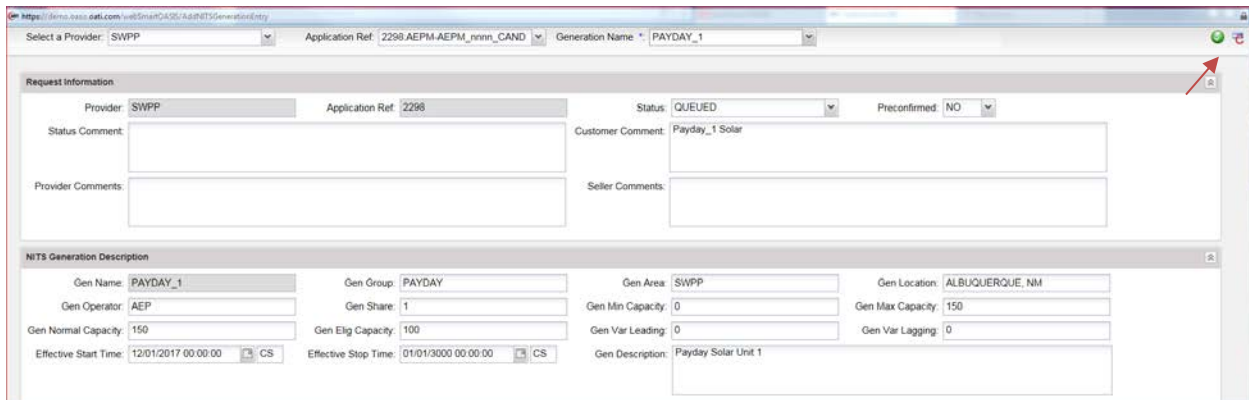 https://demo.oasis.oati.com/webSmartOASIS/AddNITSGenerationEntry
Select a Provider: SWPP Application Ref: 2298:AEPM-AEPM_nnnn_CAND Generation Name *: PAYDAY_1
Request Information
Provider: SWPP Application Ref: 2298 Status: QUEUED Preconfirmed: NO
Status Comment: Customer Comment: Payday_1 Solar
Provider Comments: Seller Comments:
NITS Generation Description
Gen Name: PAYDAY_1 Gen Group: PAYDAY Gen Area: SWPP Gen Location: ALBUQUERQUE, NM
Gen Operator: AEP Gen Share: 1 Gen Min Capacity: 0 Gen Max Capacity: 150
Gen Normal Capacity: 150 Gen Elig Capacity: 100 Gen Var Leading: 0 Gen Var Lagging: 0
Effective Start Time: 12/01/2017 00:00:00 CS Effective Stop Time: 01/01/3000 00:00:00 CS Gen Description: Payday Solar Unit 1